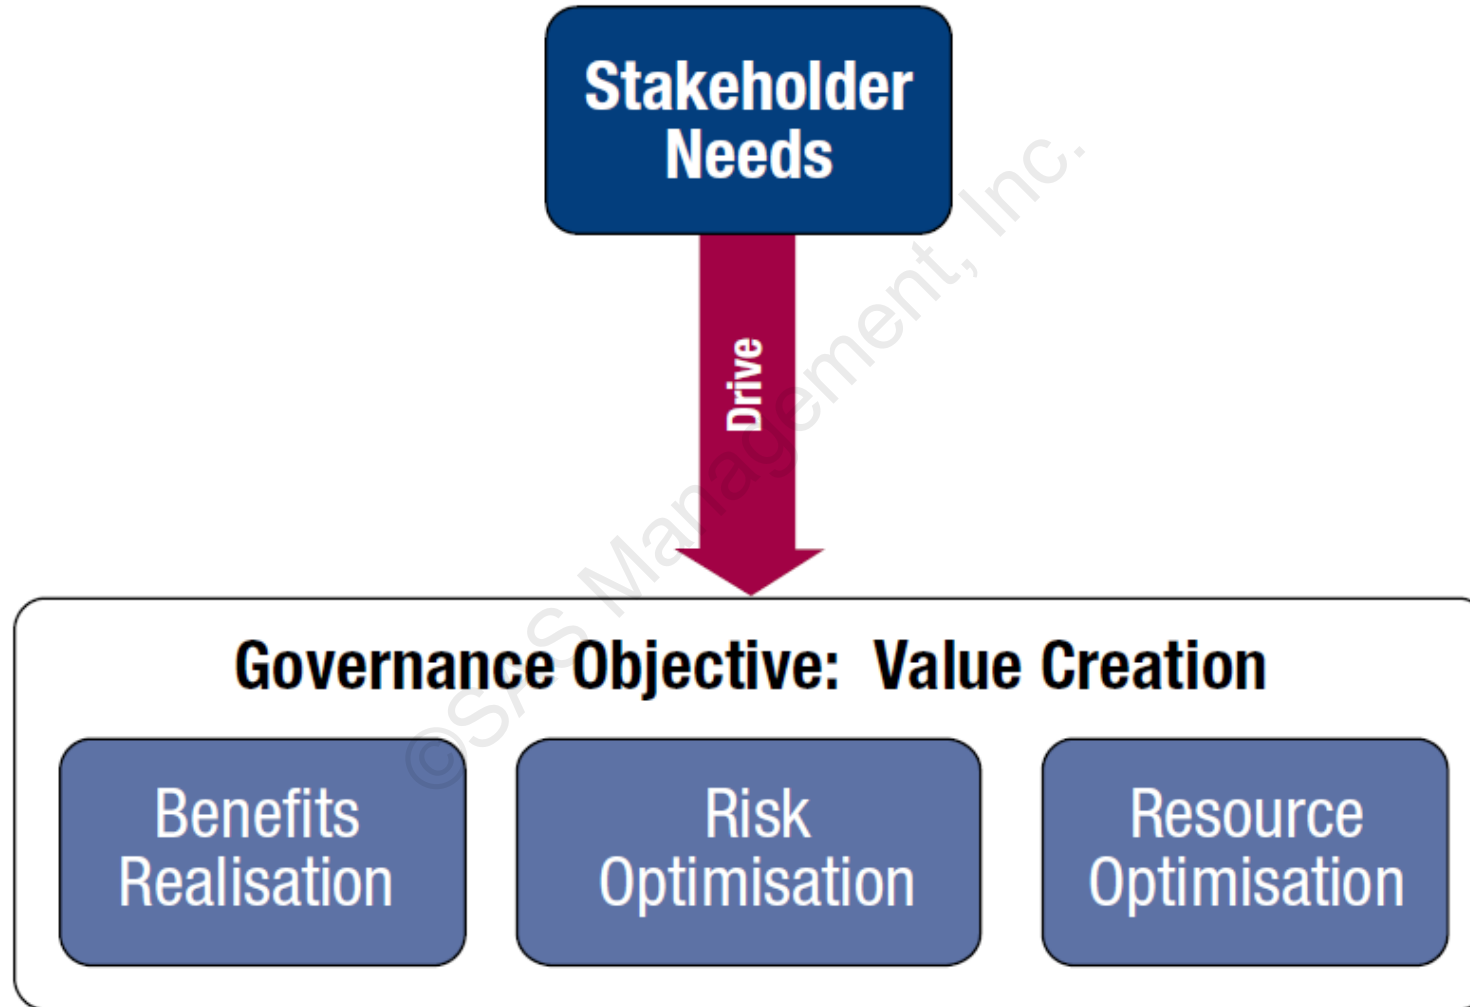 Stakeholder
Needs
Drive
Governance Objective: Value Creation
Benefits
Realisation
Risk
Optimisation
Resource
Optimisation
©SAS Management, Inc.